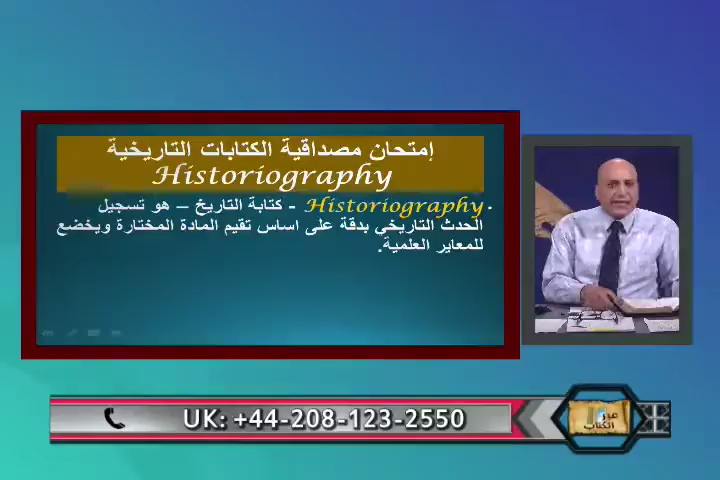 إمتحان مصداقية الكتابات التاريخية
Historiography
• Historiography - كتابة التاريخ – هو تسجيل
الحدث التاريخي بدقة على اساس تقيم المادة المختارة ويخضع
للمعاير العلمية.
UK: +44-208-123-2550
الكتاب